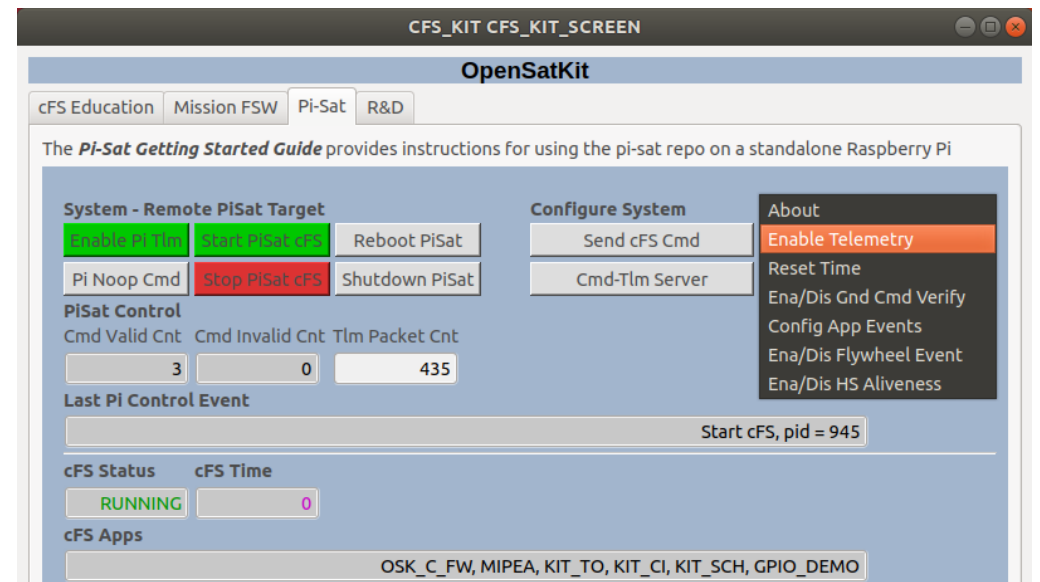 CFS_KIT CFS_KIT_SCREEN
OpenSatKit
cFS Education Mission FSW Pi-Sat R&D
The Pi-Sat Getting Started Guide provides instructions for using the pi-sat repo on a standalone Raspberry Pi
System - Remote PiSat Target
Enable Pi Tlm Start PiSat cFS Reboot PiSat
Pi Noop Cmd Stop PiSat cFS Shutdown PiSat
Configure System
Send cFS Cmd
Cmd-Tlm Server
About
Enable Telemetry
Reset Time
Ena/Dis Gnd Cmd Verify
Config App Events
Ena/Dis Flywheel Event
Ena/Dis HS Aliveness
PiSat Control
Cmd Valid Cnt Cmd Invalid Cnt Tlm Packet Cnt
3 0 435
Last Pi Control Event
Start cFS, pid = 945
cFS Status cFS Time
RUNNING 0
cFS Apps
OSK_C_FW, MIPEA, KIT_TO, KIT_CI, KIT_SCH, GPIO_DEMO